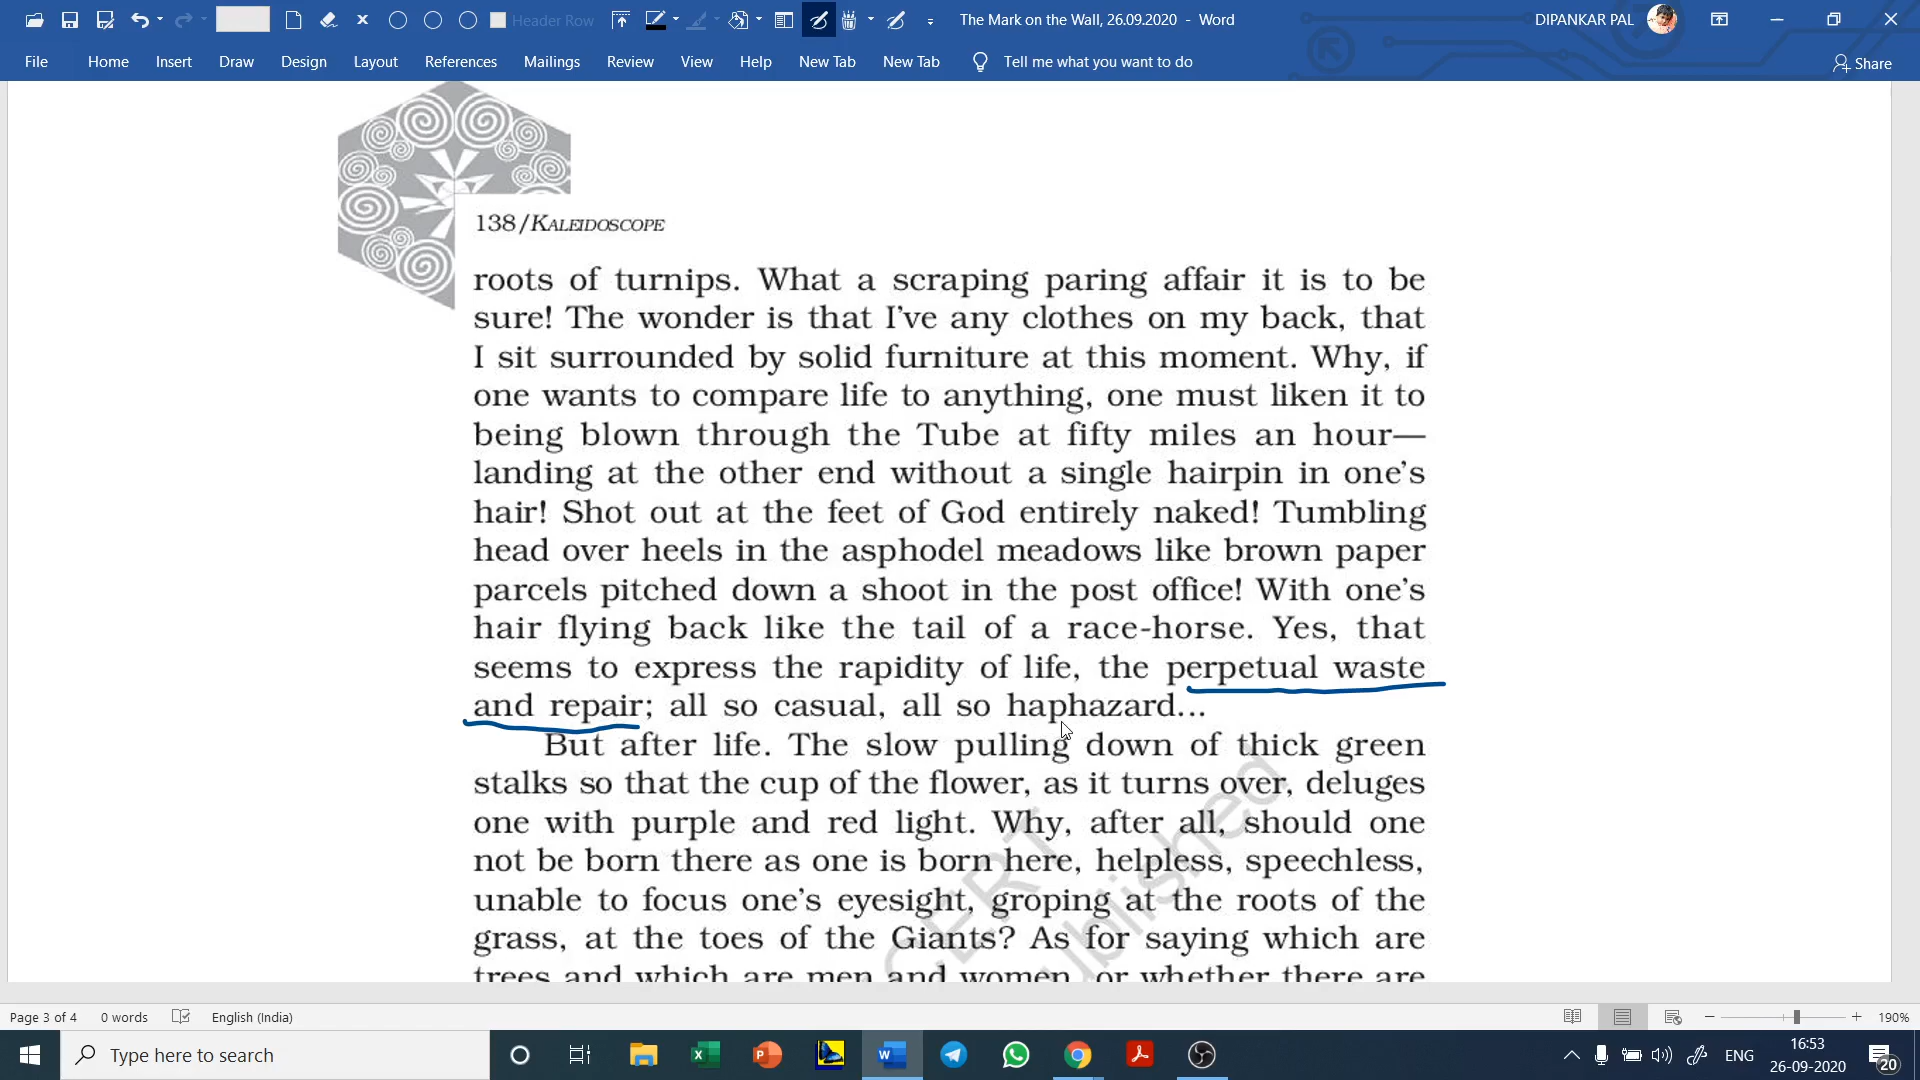 Header Row
The Mark on the Wall, 26.09.2020 - Word
DIPANKAR PAL
File Home Insert Draw Design Layout References Mailings Review View Help New Tab New Tab Tell me what you want to do
Share
138/KALEIDOSCOPE
roots of turnips. What a scraping paring affair it is to be
sure! The wonder is that I've any clothes on my back, that
I sit surrounded by solid furniture at this moment. Why, if
one wants to compare life to anything, one must liken it to
being blown through the Tube at fifty miles an hour—
landing at the other end without a single hairpin in one's
hair! Shot out at the feet of God entirely naked! Tumbling
head over heels in the asphodel meadows like brown paper
parcels pitched down a shoot in the post office! With one's
hair flying back like the tail of a race-horse. Yes, that
seems to express the rapidity of life, the perpetual waste
and repair; all so casual, all so haphazard...
But after life. The slow pulling down of thick green
stalks so that the cup of the flower, as it turns over, deluges
one with purple and red light. Why, after all, should one
not be born there as one is born here, helpless, speechless,
unable to focus one's eyesight, groping at the roots of the
grass, at the toes of the Giants? As for saying which are
trees and which are men and women, or whether there are
Page 3 of 4 0 words English (India)
190%
Type here to search
ENG
16:53
26-09-2020
20